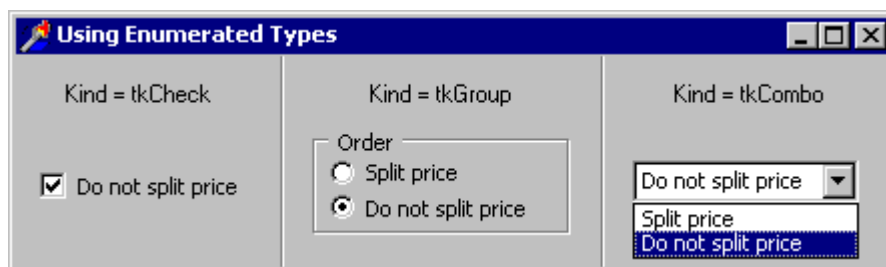 Using Enumerated Types
Kind = tkCheck
Do not split price
Kind = tkGroup
Order
Split price
Do not split price
Kind = tkCombo
Do not split price
Split price
Do not split price